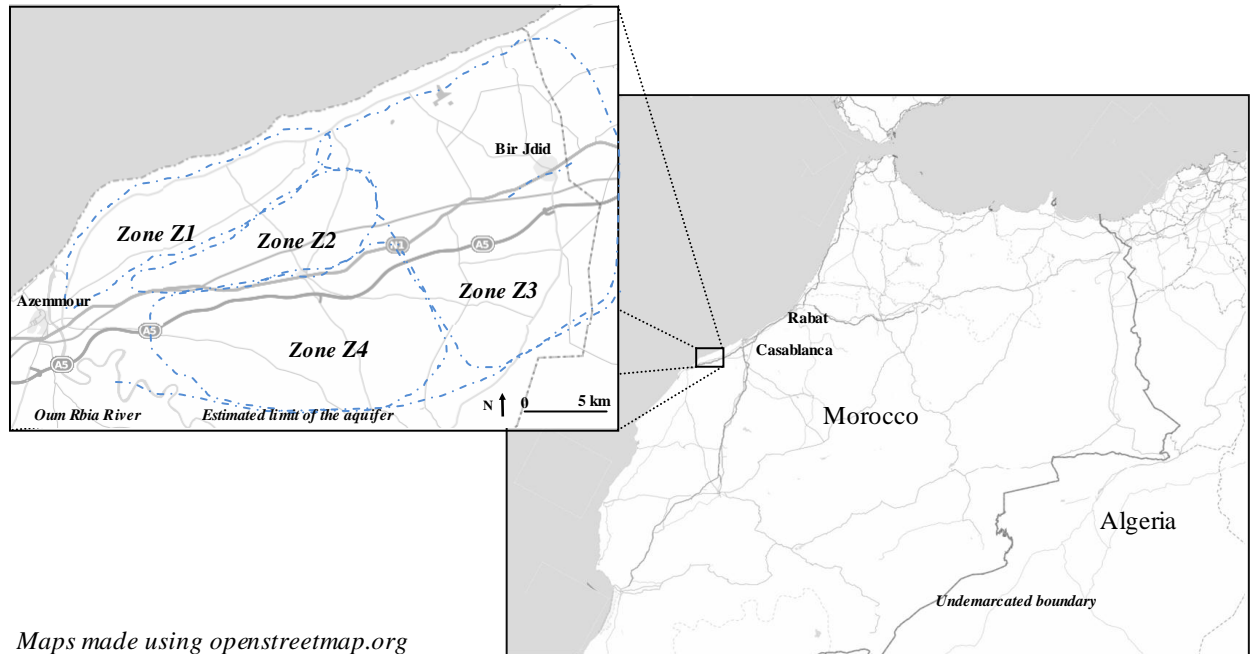 Bir Jdid
Zone Z1
Zone Z2
N1
A5
Zone Z3
Azemmour
A5
Zone Z4
A5
Oum Rbia River
Estimated limit of the aquifer
N
0
5 km
Rabat
Casablanca
Morocco
Algeria
Undemarcated boundary
Maps made using openstreetmap.org